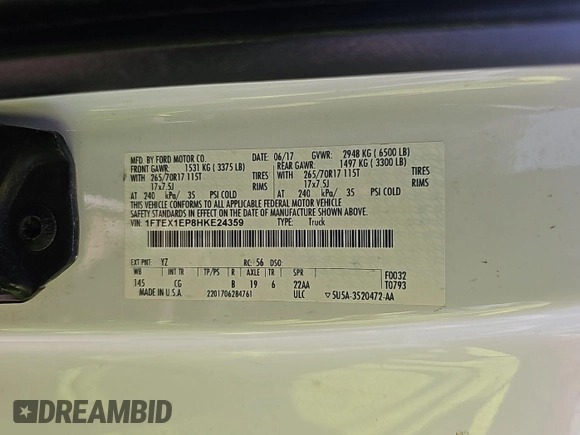 MFD. BY FORD MOTOR CO. DATE: 06/17 GVWR: 2948 KG ( 6500 LB)
FRONT GAWR: 1531 KG ( 3375 LB) REAR GAWR: 1497 KG ( 3300 LB)
WITH 265/70R17 115T TIRES WITH 265/70R17 115T TIRES
17x7.5J RIMS 17x7.5J RIMS
AT 240 kPa/ 35 PSI COLD AT 240 kPa/ 35 PSI COLD
THIS VEHICLE CONFORMS TO ALL APPLICABLE FEDERAL MOTOR VEHICLE
SAFETY AND THEFT PREVENTION STANDARDS IN EFFECT ON THE DATE OF MANUFACTURE SHOWN ABOVE.
VIN: 1FTEX1EP8HKE24359 TYPE: Truck
EXT PNT: YZ RC: 56 DSO:
WB INT TR TP/PS R AXLE TR SPR F0032
145 CG B 19 6 22AA T0793
MADE IN U.S.A. 2201706284761 ULC ▽5U5A-3520472-AA
DREAMBID